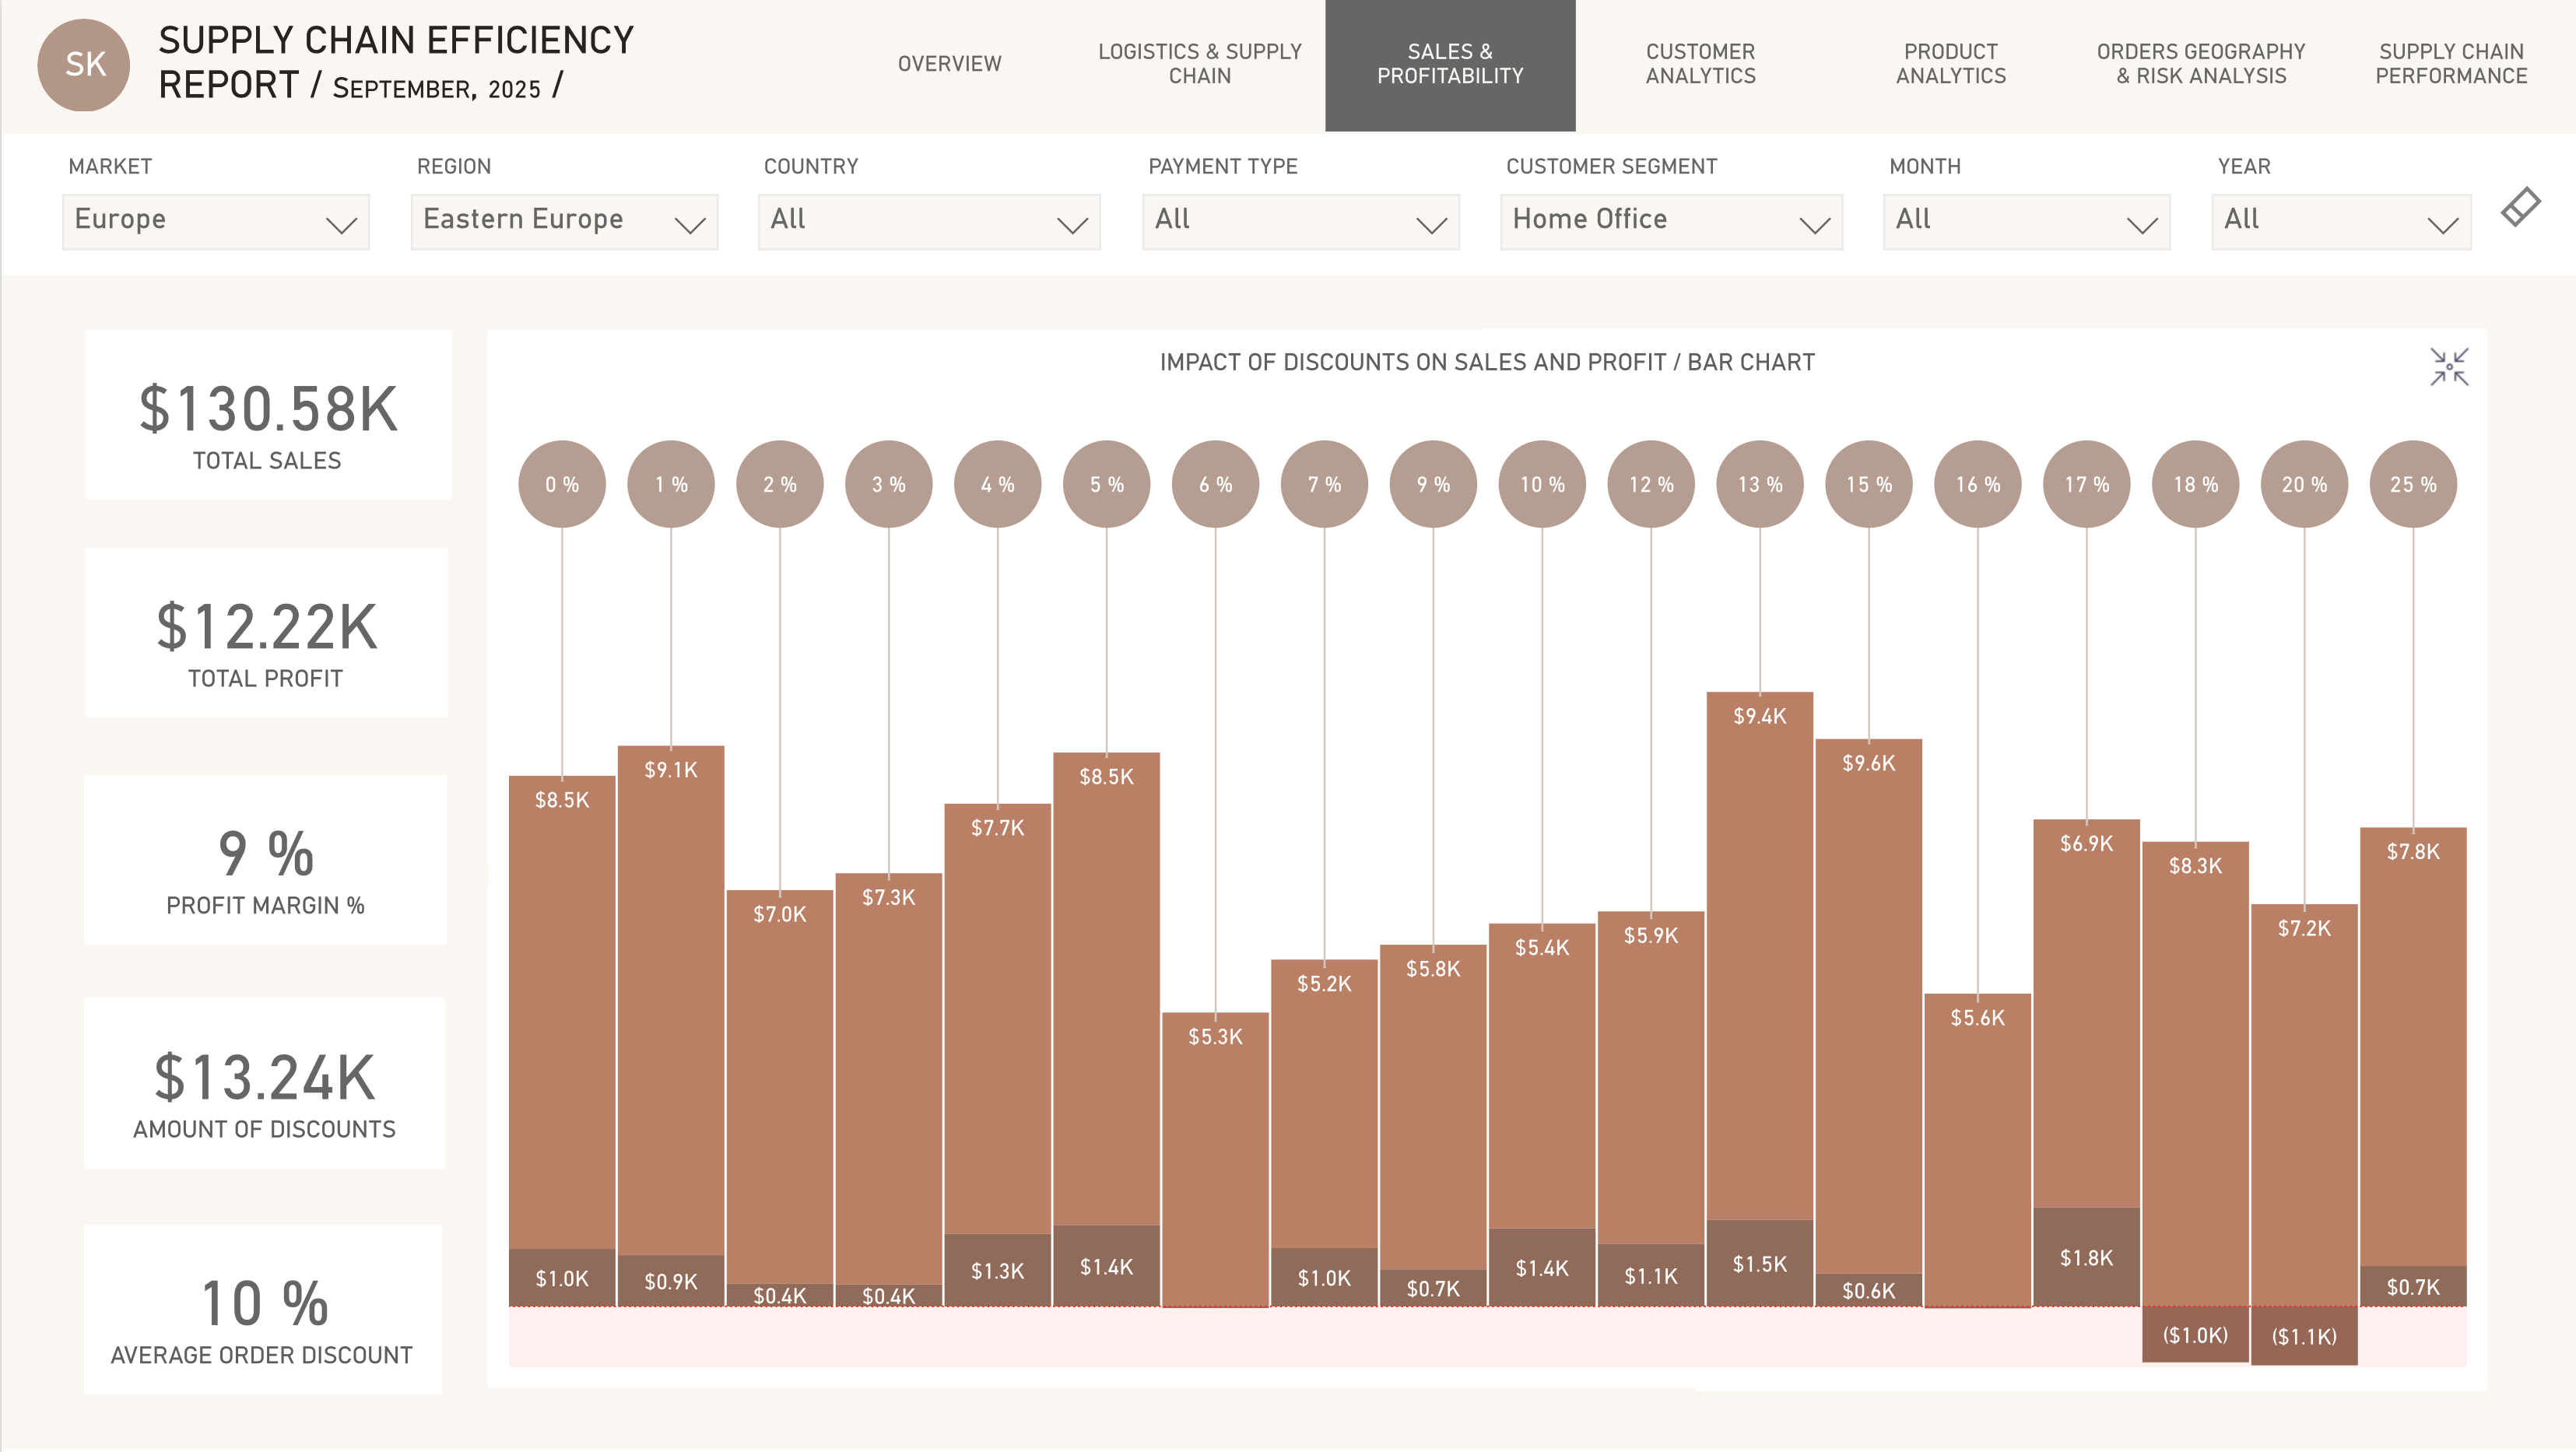 SK
SUPPLY CHAIN EFFICIENCY
REPORT / SEPTEMBER, 2025 /
OVERVIEW
LOGISTICS & SUPPLY
CHAIN
SALES &
PROFITABILITY
CUSTOMER
ANALYTICS
PRODUCT
ANALYTICS
ORDERS GEOGRAPHY
& RISK ANALYSIS
SUPPLY CHAIN
PERFORMANCE
MARKET
Europe
REGION
Eastern Europe
COUNTRY
All
PAYMENT TYPE
All
CUSTOMER SEGMENT
Home Office
MONTH
All
YEAR
All
$130.58K
TOTAL SALES
$12.22K
TOTAL PROFIT
9 %
PROFIT MARGIN %
$13.24K
AMOUNT OF DISCOUNTS
10 %
AVERAGE ORDER DISCOUNT
IMPACT OF DISCOUNTS ON SALES AND PROFIT / BAR CHART
0 %
1 %
2 %
3 %
4 %
5 %
6 %
7 %
9 %
10 %
12 %
13 %
15 %
16 %
17 %
18 %
20 %
25 %
$8.5K
$9.1K
$7.0K
$7.3K
$7.7K
$8.5K
$5.3K
$5.2K
$5.8K
$5.4K
$5.9K
$9.4K
$9.6K
$5.6K
$6.9K
$8.3K
$7.2K
$7.8K
$1.0K
$0.9K
$0.4K
$0.4K
$1.3K
$1.4K
$1.0K
$0.7K
$1.4K
$1.1K
$1.5K
$0.6K
$1.8K
($1.0K)
($1.1K)
$0.7K